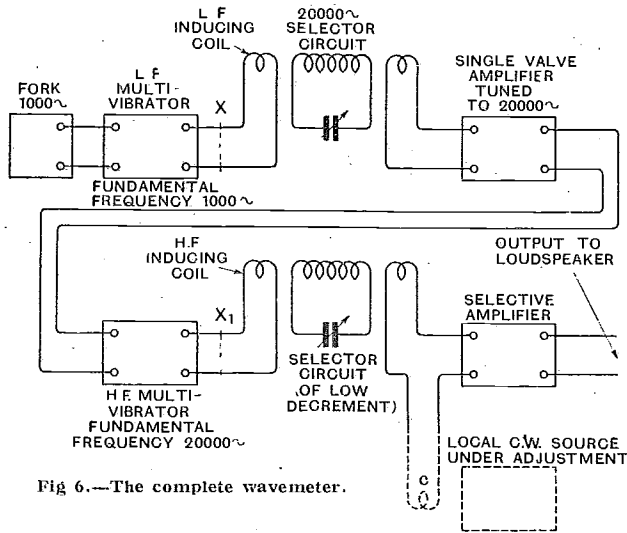 L F
INDUCING
COIL
20000~
SELECTOR
CIRCUIT
SINGLE VALVE
AMPLIFIER
TUNED
TO 20000~
FORK
1000~
L F
MULTI-
VIBRATOR
X
FUNDAMENTAL
FREQUENCY 1000~
H.F
INDUCING
COIL
OUTPUT TO
LOUDSPEAKER
X1
SELECTIVE
AMPLIFIER
SELECTOR
CIRCUIT
(OF LOW
DECREMENT)
H F. MULTI-
VIBRATOR
FUNDAMENTAL
FREQUENCY 20000~
C
LOCAL C.W. SOURCE
UNDER ADJUSTMENT
Fig 6.—The complete wavemeter.